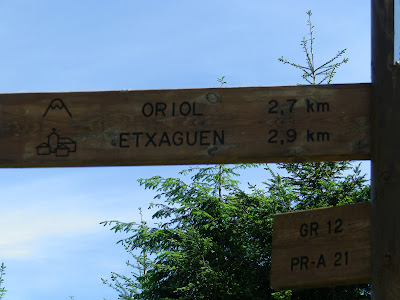 ORIOL 2,7 km
ETXAGUEN 2,9 km
GR 12
PR-A 21